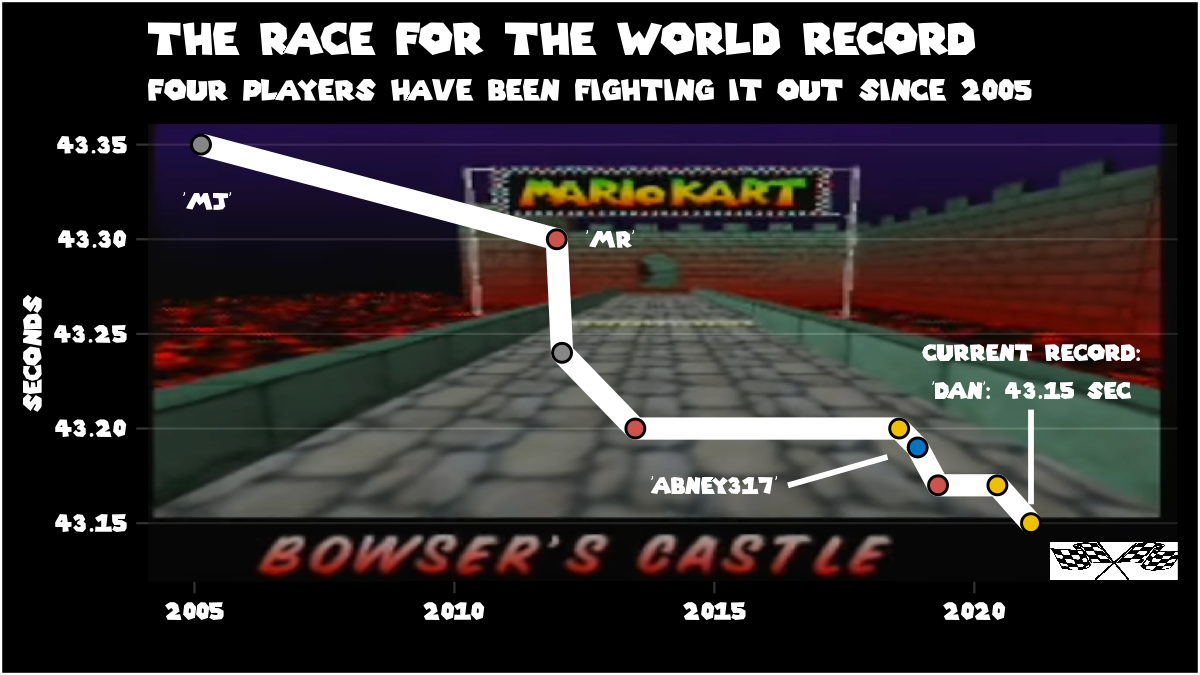 THE RACE FOR THE WORLD RECORD
FOUR PLAYERS HAVE BEEN FIGHTING IT OUT SINCE 2005
43.35
43.30
43.25
43.20
43.15
SECONDS
MARIO KART
'MJ'
'MR'
CURRENT RECORD:
'DAN': 43.15 SEC
'ABNEY317'
BOWSER'S CASTLE
2005
2010
2015
2020